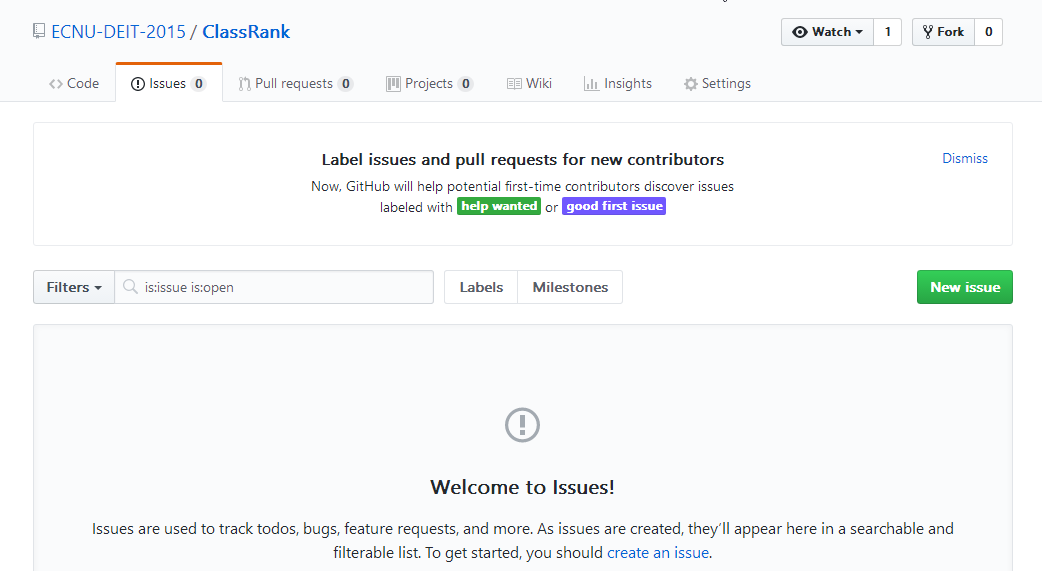 ECNU-DEIT-2015 / ClassRank
Watch 1 Fork 0
Code Issues 0 Pull requests 0 Projects 0 Wiki Insights Settings
Label issues and pull requests for new contributors
Dismiss
Now, GitHub will help potential first-time contributors discover issues
labeled with help wanted or good first issue
Filters is:issue is:open Labels Milestones New issue
Welcome to Issues!
Issues are used to track todos, bugs, feature requests, and more. As issues are created, they’ll appear here in a searchable and
filterable list. To get started, you should create an issue.